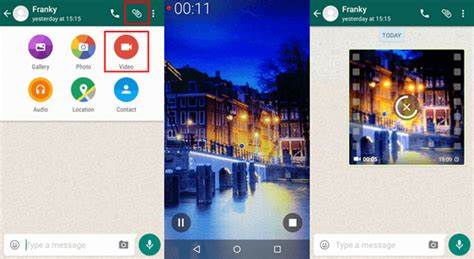 Franky
yesterday at 15:15
Gallery
Photo
Video
Audio
Location
Contact
Type a message
00:11
Franky
yesterday at 15:15
TODAY
00:05
15:09
Type a message